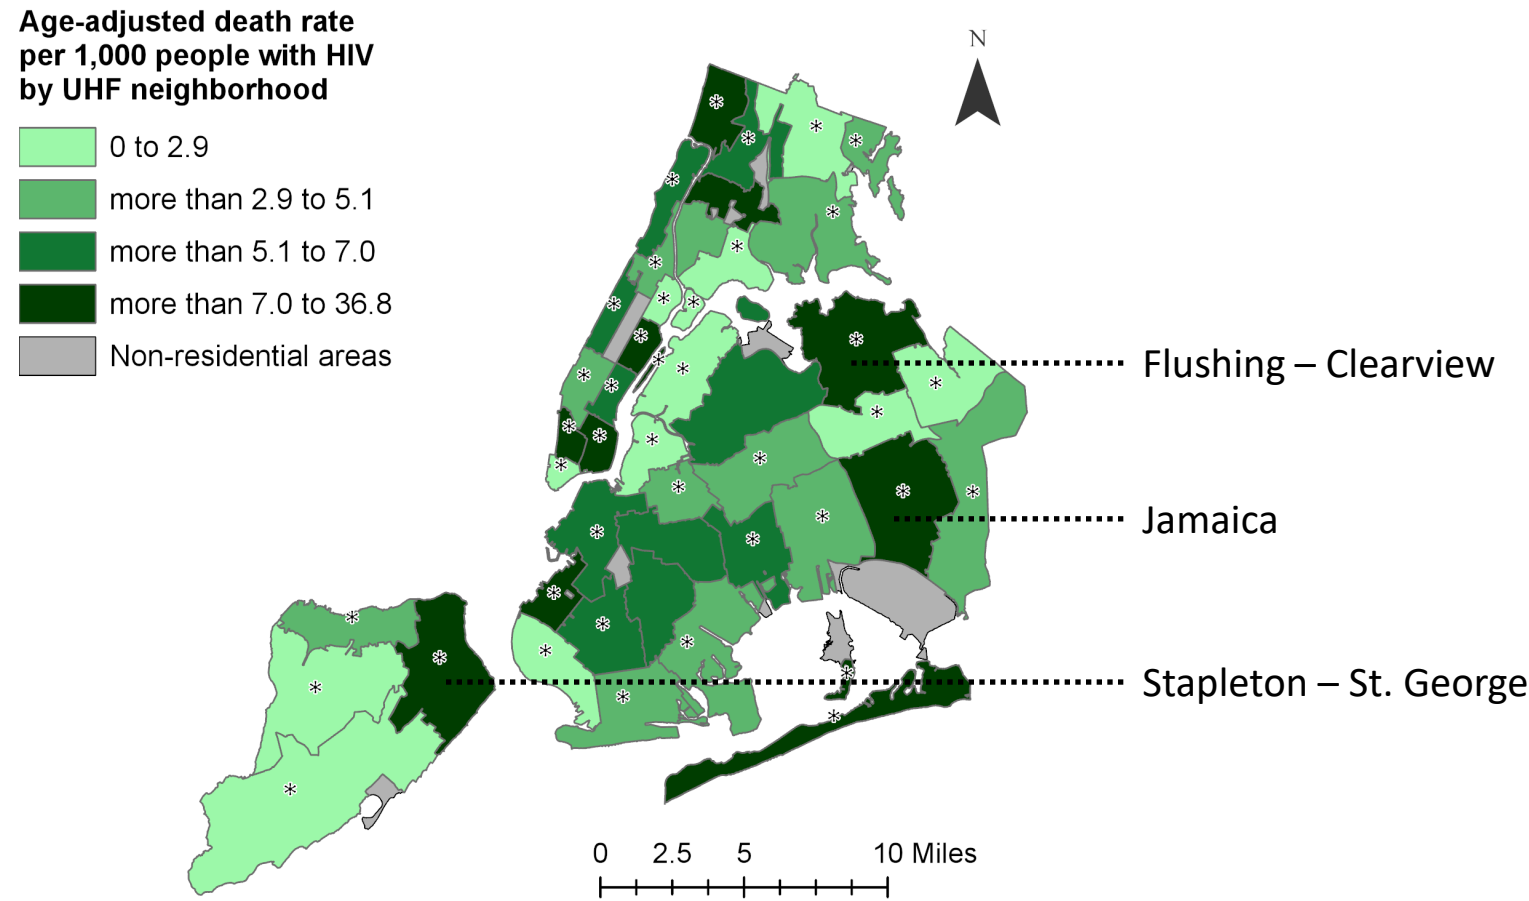 Age-adjusted death rate
per 1,000 people with HIV
by UHF neighborhood
0 to 2.9
more than 2.9 to 5.1
more than 5.1 to 7.0
more than 7.0 to 36.8
Non-residential areas
N
Flushing – Clearview
Jamaica
Stapleton – St. George
0 2.5 5 10 Miles